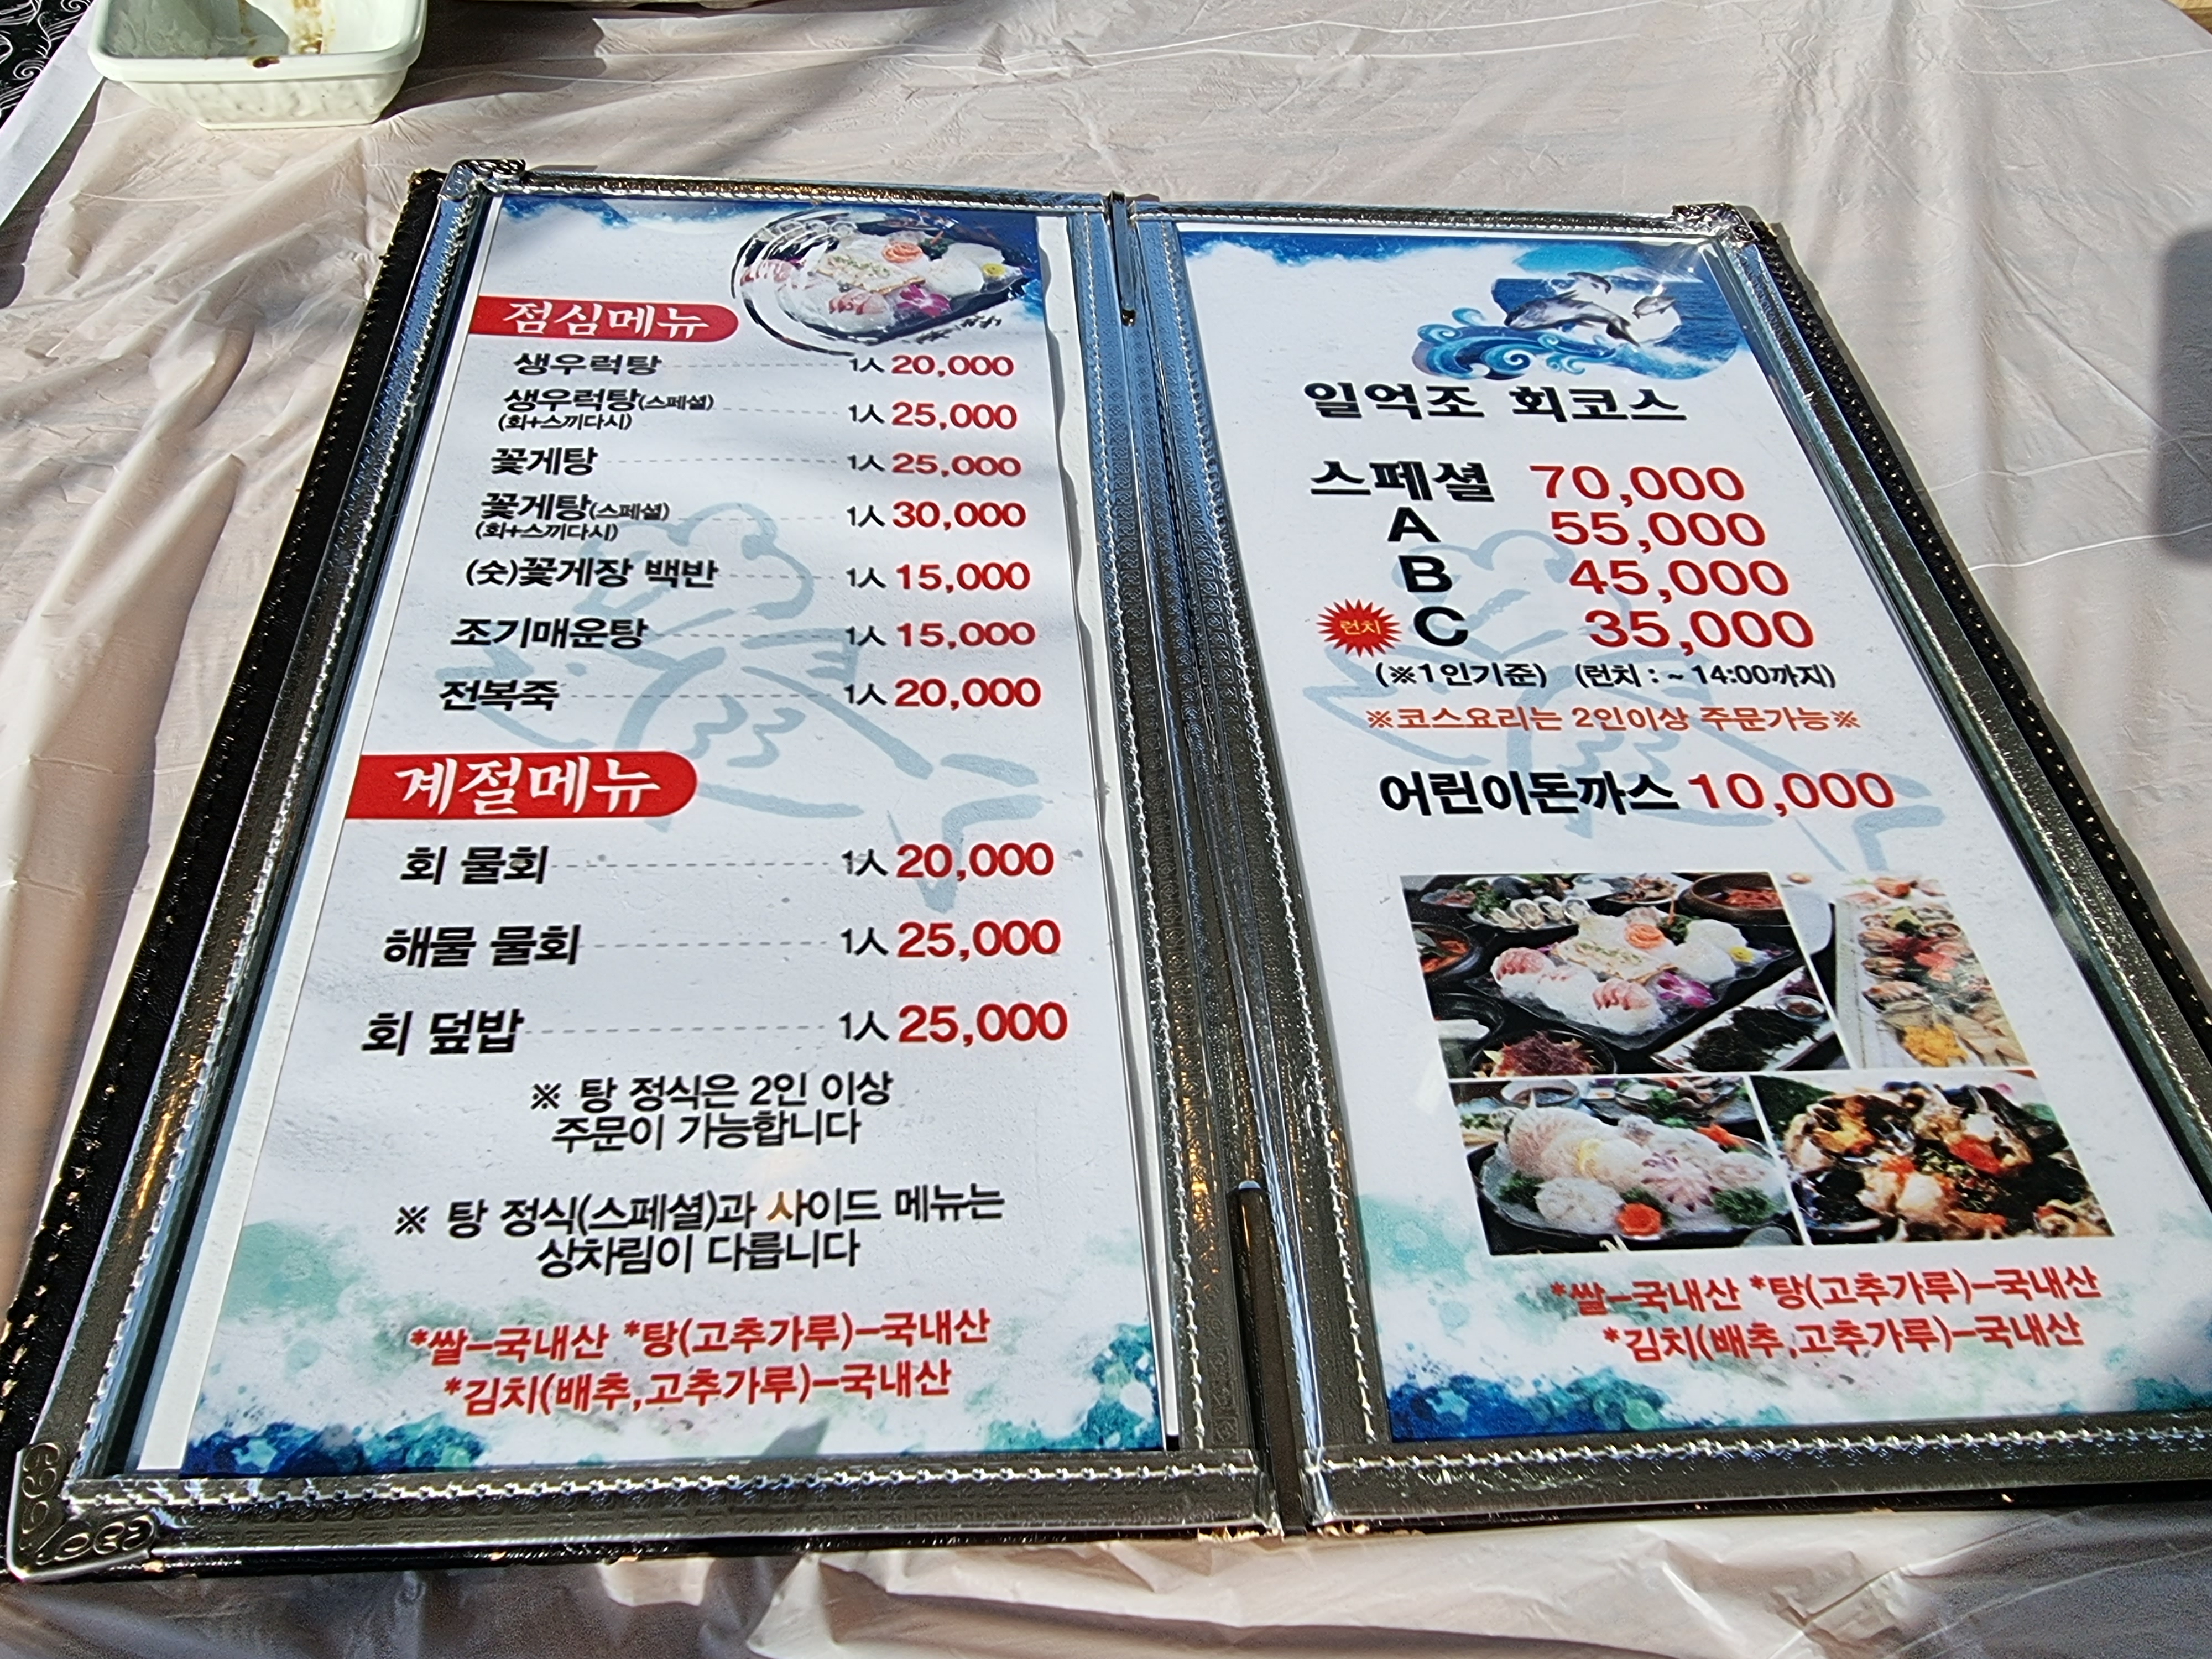 점심메뉴
생우럭탕 1人 20,000
생우럭탕(스페셜) 1人 25,000
(회+스끼다시)
꽃게탕 1人 25,000
꽃게탕(스페셜) 1人 30,000
(회+스끼다시)
(숫)꽃게장 백반 1人 15,000
조기매운탕 1人 15,000
전복죽 1人 20,000
계절메뉴
회 물회 1人 20,000
해물 물회 1人 25,000
회 덮밥 1人 25,000
※ 탕 정식은 2인 이상
주문이 가능합니다
※ 탕 정식(스페셜)과 사이드 메뉴는
상차림이 다릅니다
*쌀-국내산 *탕(고추가루)-국내산
*김치(배추,고추가루)-국내산
일억조 회코스
스페셜 70,000
A 55,000
B 45,000
런치 C 35,000
(※1인기준) (런치 : ~ 14:00까지)
※코스요리는 2인이상 주문가능※
어린이돈까스 10,000
*쌀-국내산 *탕(고추가루)-국내산
*김치(배추,고추가루)-국내산